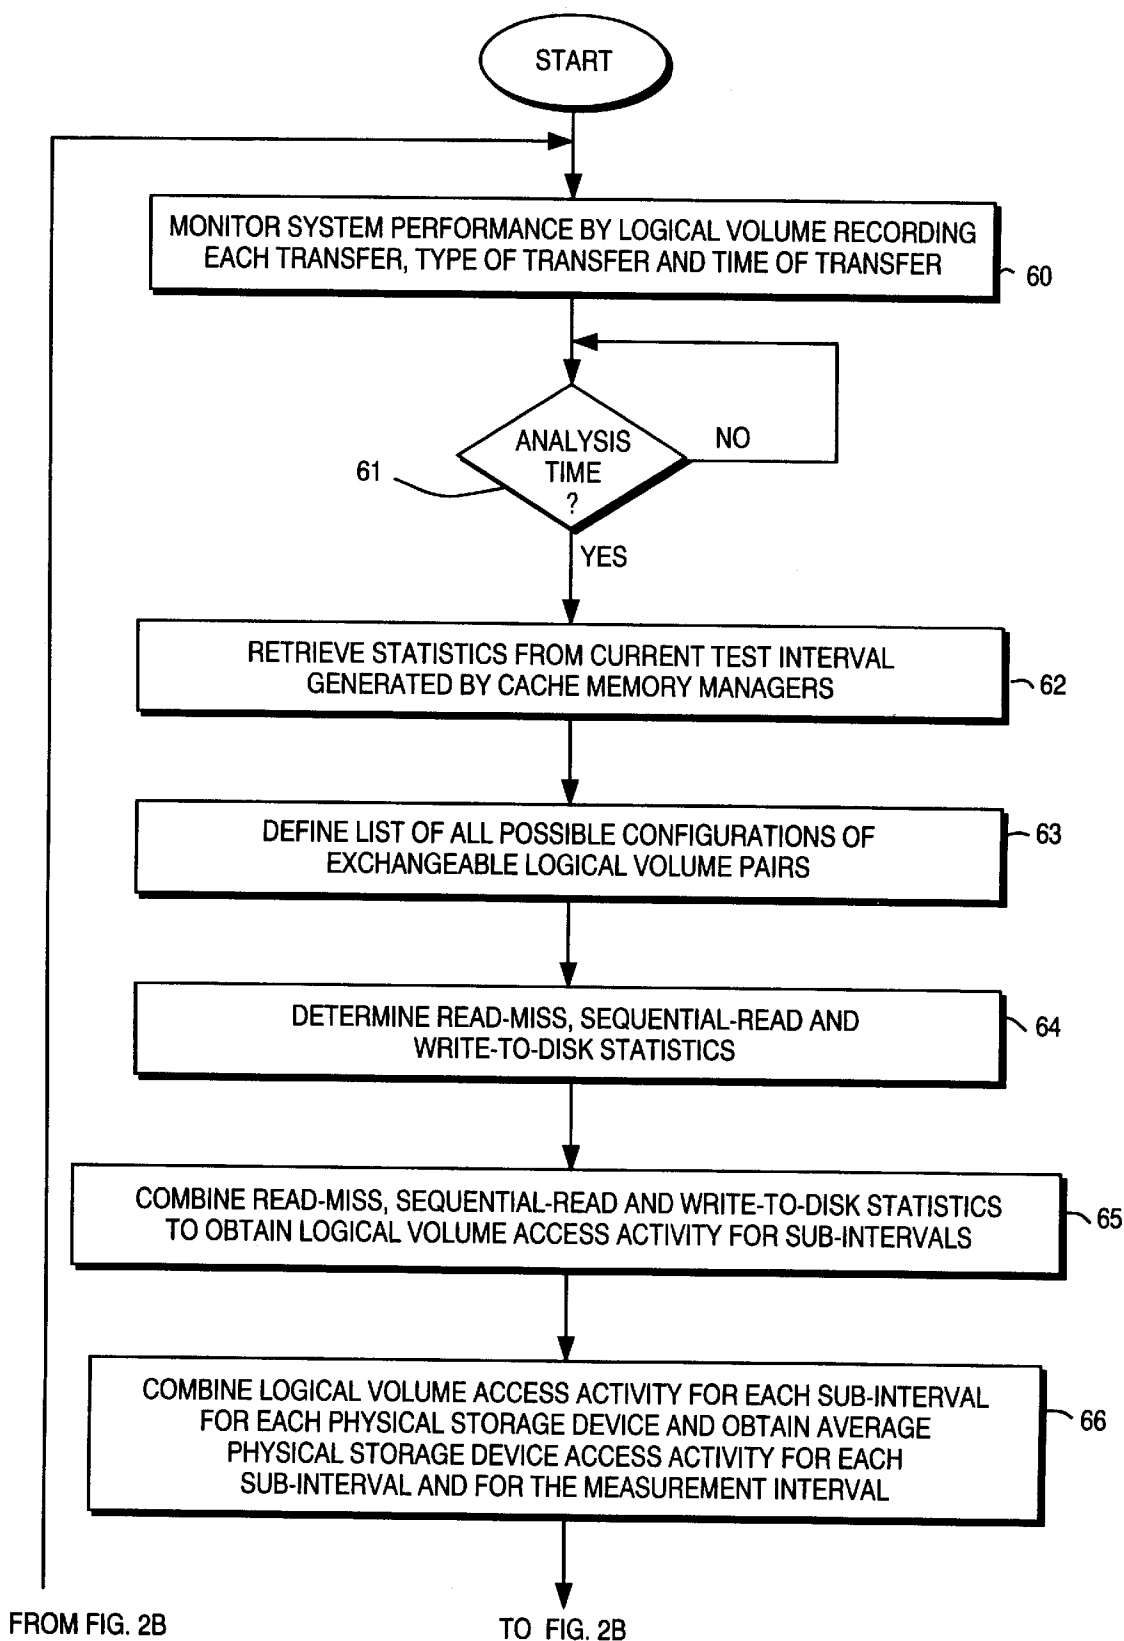 START
MONITOR SYSTEM PERFORMANCE BY LOGICAL VOLUME RECORDING
EACH TRANSFER, TYPE OF TRANSFER AND TIME OF TRANSFER
60
ANALYSIS
TIME
?
NO
61
YES
RETRIEVE STATISTICS FROM CURRENT TEST INTERVAL
GENERATED BY CACHE MEMORY MANAGERS
62
DEFINE LIST OF ALL POSSIBLE CONFIGURATIONS OF
EXCHANGEABLE LOGICAL VOLUME PAIRS
63
DETERMINE READ-MISS, SEQUENTIAL-READ AND
WRITE-TO-DISK STATISTICS
64
COMBINE READ-MISS, SEQUENTIAL-READ AND WRITE-TO-DISK STATISTICS
TO OBTAIN LOGICAL VOLUME ACCESS ACTIVITY FOR SUB-INTERVALS
65
COMBINE LOGICAL VOLUME ACCESS ACTIVITY FOR EACH SUB-INTERVAL
FOR EACH PHYSICAL STORAGE DEVICE AND OBTAIN AVERAGE
PHYSICAL STORAGE DEVICE ACCESS ACTIVITY FOR EACH
SUB-INTERVAL AND FOR THE MEASUREMENT INTERVAL
66
FROM FIG. 2B
TO FIG. 2B